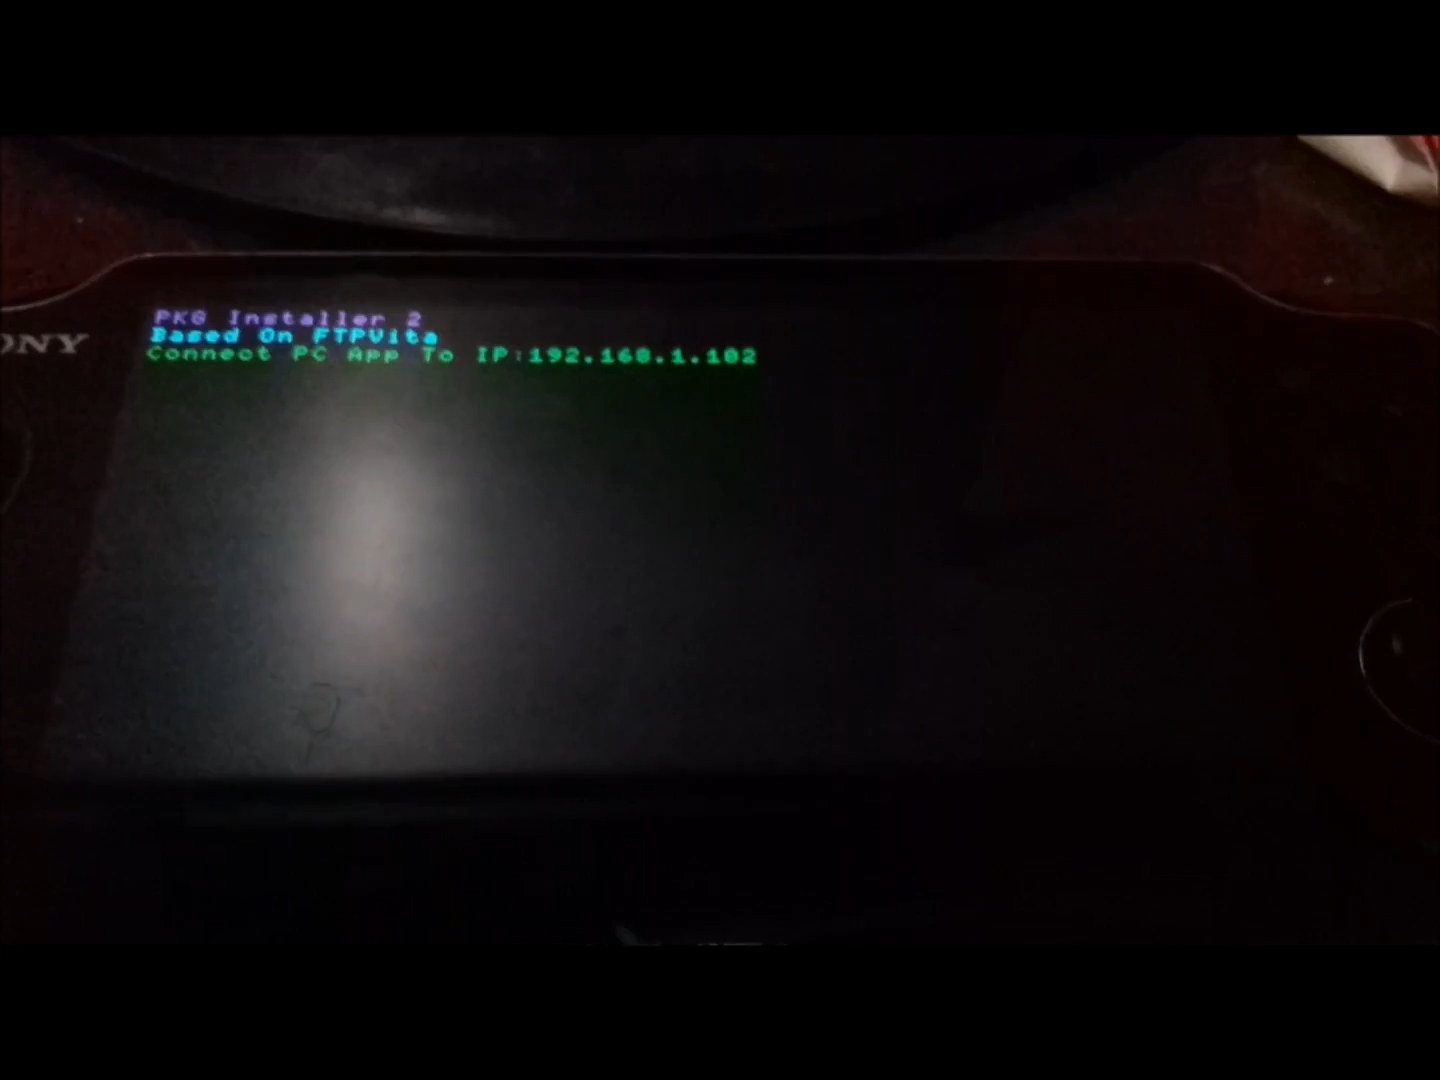 PKG Installer 2
Based On FTPVita
Connect PC App To IP:192.168.1.102
ONY